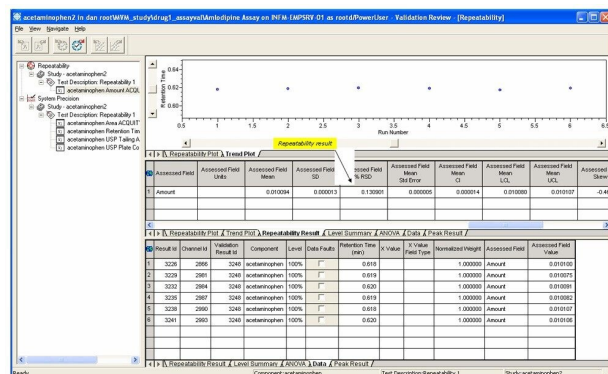 acetaminophen2 in dan root\MVM_study\drug1_assayval\Amlodipine Assay on INFM-EMPSRV-01 as rootd/PowerUser - Validation Review - [Repeatability]
File View Navigate Help
Repeatability
Study - acetaminophen2
Test Description: Repeatability 1
acetaminophen Amount ACQU
System Precision
Study - acetaminophen2
Test Description: Repeatability 1
acetaminophen Area ACQUIT
acetaminophen Retention Tim
acetaminophen USP Tailing A
acetaminophen USP Plate Co
Retention Time
0.64
0.62
0.60
0.5 1 1.5 2 2.5 3 3.5 4 4.5 5 5.5 6 6.5
Run Number
Repeatability result
Repeatability Plot Trend Plot
Assessed Field Assessed Field Units Assessed Field Mean Assessed Field SD Assessed Field % RSD Assessed Field Mean Std Error Assessed Field Mean CI Assessed Field Mean LCL Assessed Field Mean UCL Assessed Skew
1 Amount 0.010094 0.000013 0.130901 0.000005 0.000014 0.010080 0.010107 -0.46
Repeatability Plot Trend Plot Repeatability Result Level Summary ANOVA Data Peak Result
Result Id Channel Id Validation Result Id Component Level Data Faults Retention Time (min) X Value X Value Field Type Normalized Weight Assessed Field Assessed Field Value
1 3226 2866 3248 acetaminophen 100% 0.618 1.000000 Amount 0.010100
2 3229 2981 3248 acetaminophen 100% 0.619 1.000000 Amount 0.010075
3 3232 2984 3248 acetaminophen 100% 0.620 1.000000 Amount 0.010091
4 3235 2987 3248 acetaminophen 100% 0.619 1.000000 Amount 0.010082
5 3238 2990 3248 acetaminophen 100% 0.618 1.000000 Amount 0.010107
6 3241 2993 3248 acetaminophen 100% 0.620 1.000000 Amount 0.010106
Repeatability Result Level Summary ANOVA Data Peak Result
Ready Component:acetaminophen Test Description:Repeatability 1 Study:acetaminophen2